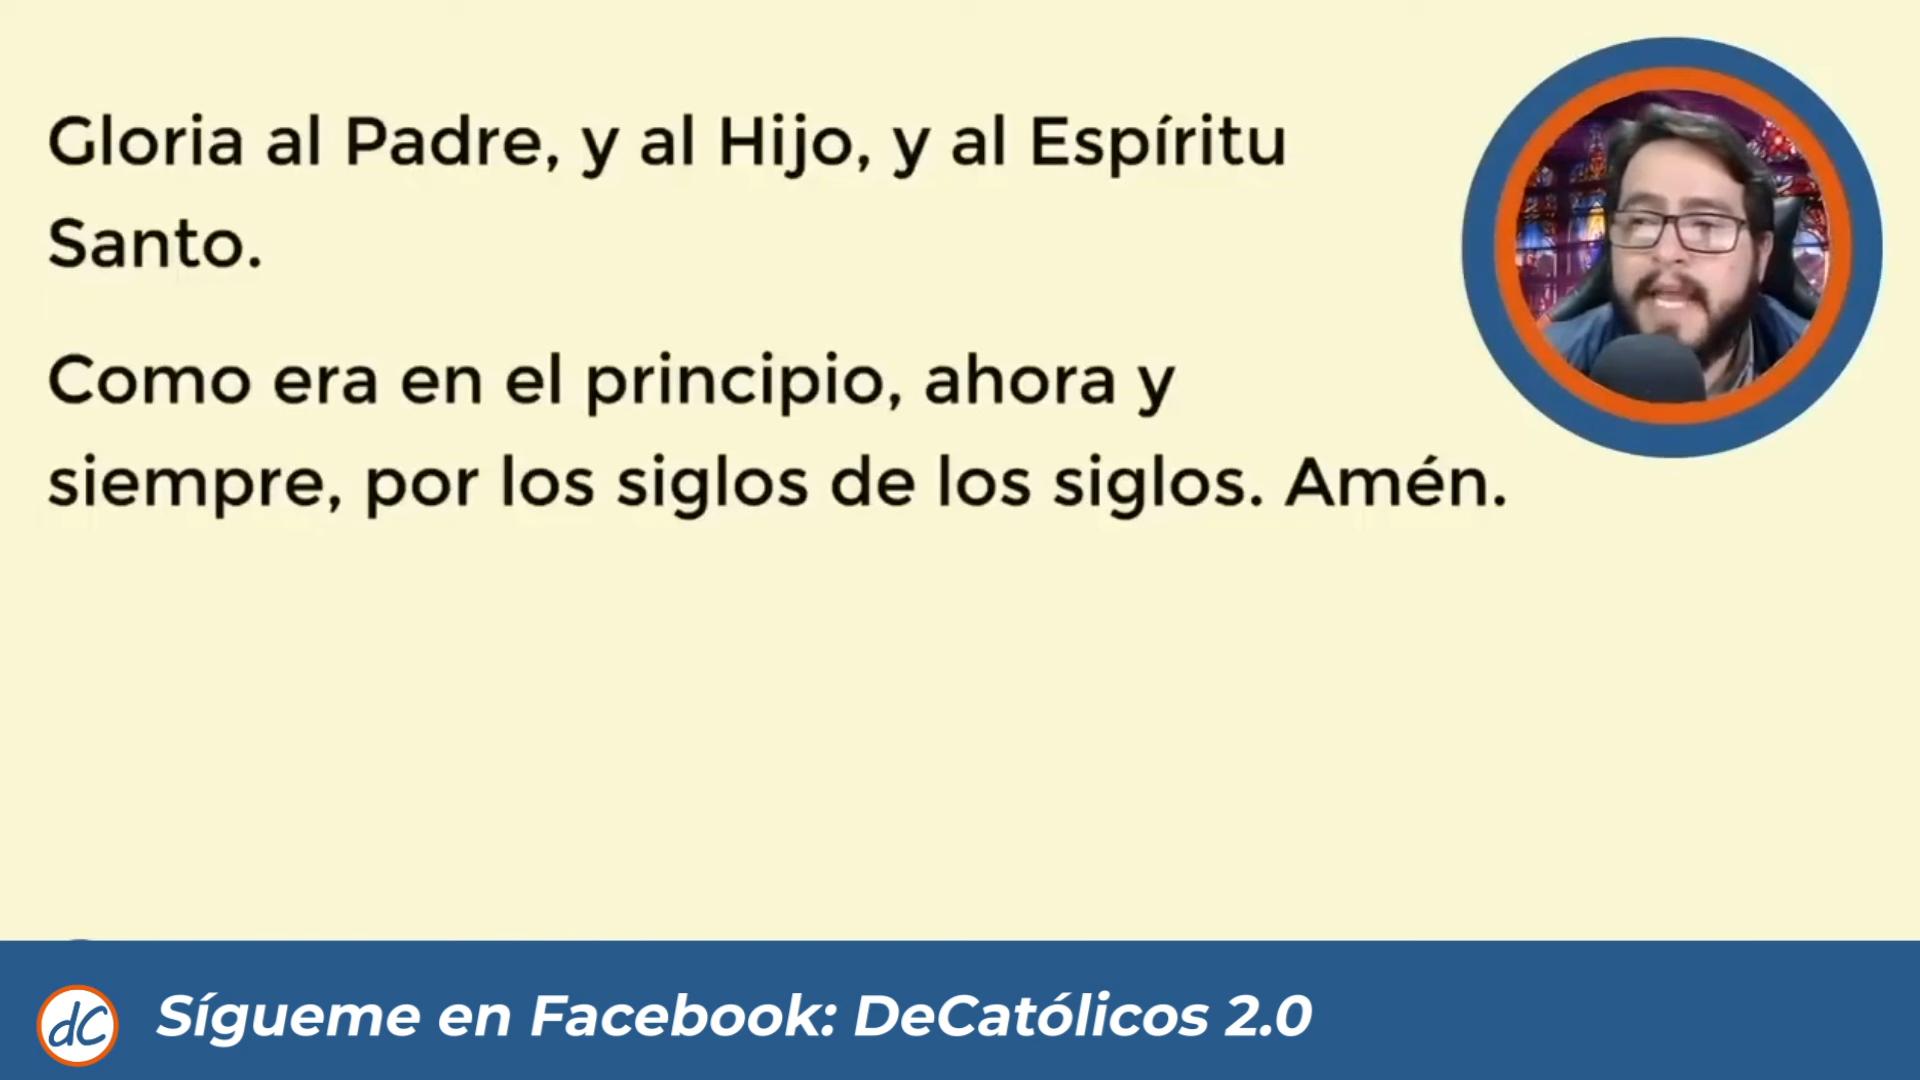 Gloria al Padre, y al Hijo, y al Espíritu
Santo.
Como era en el principio, ahora y
siempre, por los siglos de los siglos. Amén.
dC
Sígueme en Facebook: DeCatólicos 2.0